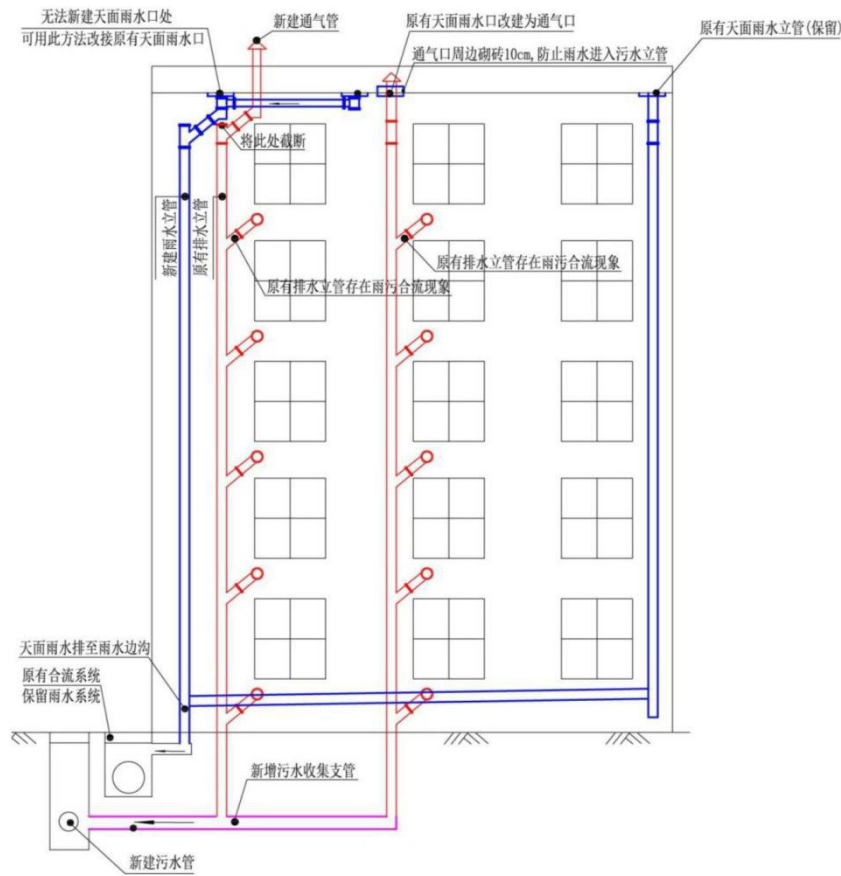 无法新建天面雨水口处
可用此方法改接原有天面雨水口
新建通气管
原有天面雨水口改建为通气口
通气口周边砌砖10cm,防止雨水进入污水立管
原有天面雨水立管(保留)
将此处截断
新建雨水立管
原有排水立管
原有排水立管存在雨污合流现象
原有排水立管存在雨污合流现象
天面雨水排至雨水边沟
原有合流系统
保留雨水系统
新增污水收集支管
新建污水管